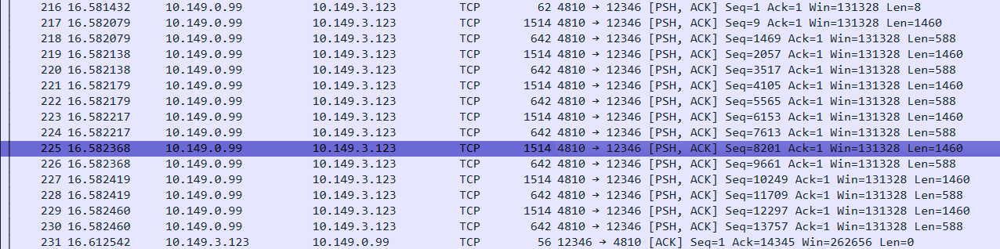 216 16.581432 10.149.0.99 10.149.3.123 TCP 62 4810 → 12346 [PSH, ACK] Seq=1 Ack=1 Win=131328 Len=8
217 16.582079 10.149.0.99 10.149.3.123 TCP 1514 4810 → 12346 [PSH, ACK] Seq=9 Ack=1 Win=131328 Len=1460
218 16.582079 10.149.0.99 10.149.3.123 TCP 642 4810 → 12346 [PSH, ACK] Seq=1469 Ack=1 Win=131328 Len=588
219 16.582138 10.149.0.99 10.149.3.123 TCP 1514 4810 → 12346 [PSH, ACK] Seq=2057 Ack=1 Win=131328 Len=1460
220 16.582138 10.149.0.99 10.149.3.123 TCP 642 4810 → 12346 [PSH, ACK] Seq=3517 Ack=1 Win=131328 Len=588
221 16.582179 10.149.0.99 10.149.3.123 TCP 1514 4810 → 12346 [PSH, ACK] Seq=4105 Ack=1 Win=131328 Len=1460
222 16.582179 10.149.0.99 10.149.3.123 TCP 642 4810 → 12346 [PSH, ACK] Seq=5565 Ack=1 Win=131328 Len=588
223 16.582217 10.149.0.99 10.149.3.123 TCP 1514 4810 → 12346 [PSH, ACK] Seq=6153 Ack=1 Win=131328 Len=1460
224 16.582217 10.149.0.99 10.149.3.123 TCP 642 4810 → 12346 [PSH, ACK] Seq=7613 Ack=1 Win=131328 Len=588
225 16.582368 10.149.0.99 10.149.3.123 TCP 1514 4810 → 12346 [PSH, ACK] Seq=8201 Ack=1 Win=131328 Len=1460
226 16.582368 10.149.0.99 10.149.3.123 TCP 642 4810 → 12346 [PSH, ACK] Seq=9661 Ack=1 Win=131328 Len=588
227 16.582419 10.149.0.99 10.149.3.123 TCP 1514 4810 → 12346 [PSH, ACK] Seq=10249 Ack=1 Win=131328 Len=1460
228 16.582419 10.149.0.99 10.149.3.123 TCP 642 4810 → 12346 [PSH, ACK] Seq=11709 Ack=1 Win=131328 Len=588
229 16.582460 10.149.0.99 10.149.3.123 TCP 1514 4810 → 12346 [PSH, ACK] Seq=12297 Ack=1 Win=131328 Len=1460
230 16.582460 10.149.0.99 10.149.3.123 TCP 642 4810 → 12346 [PSH, ACK] Seq=13757 Ack=1 Win=131328 Len=588
231 16.612542 10.149.3.123 10.149.0.99 TCP 56 12346 → 4810 [ACK] Seq=1 Ack=14345 Win=262656 Len=0